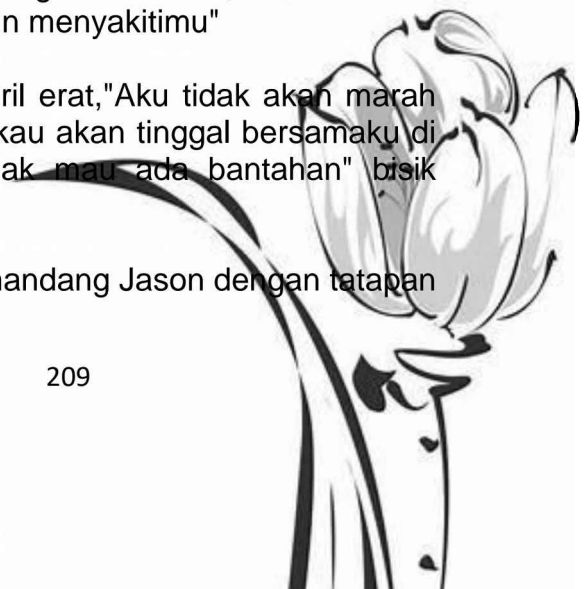 n menyakitimu"
ril erat,"Aku tidak akan marah
kau akan tinggal bersamaku di
ak mau ada bantahan" bisik
nandang Jason dengan tatapan
209